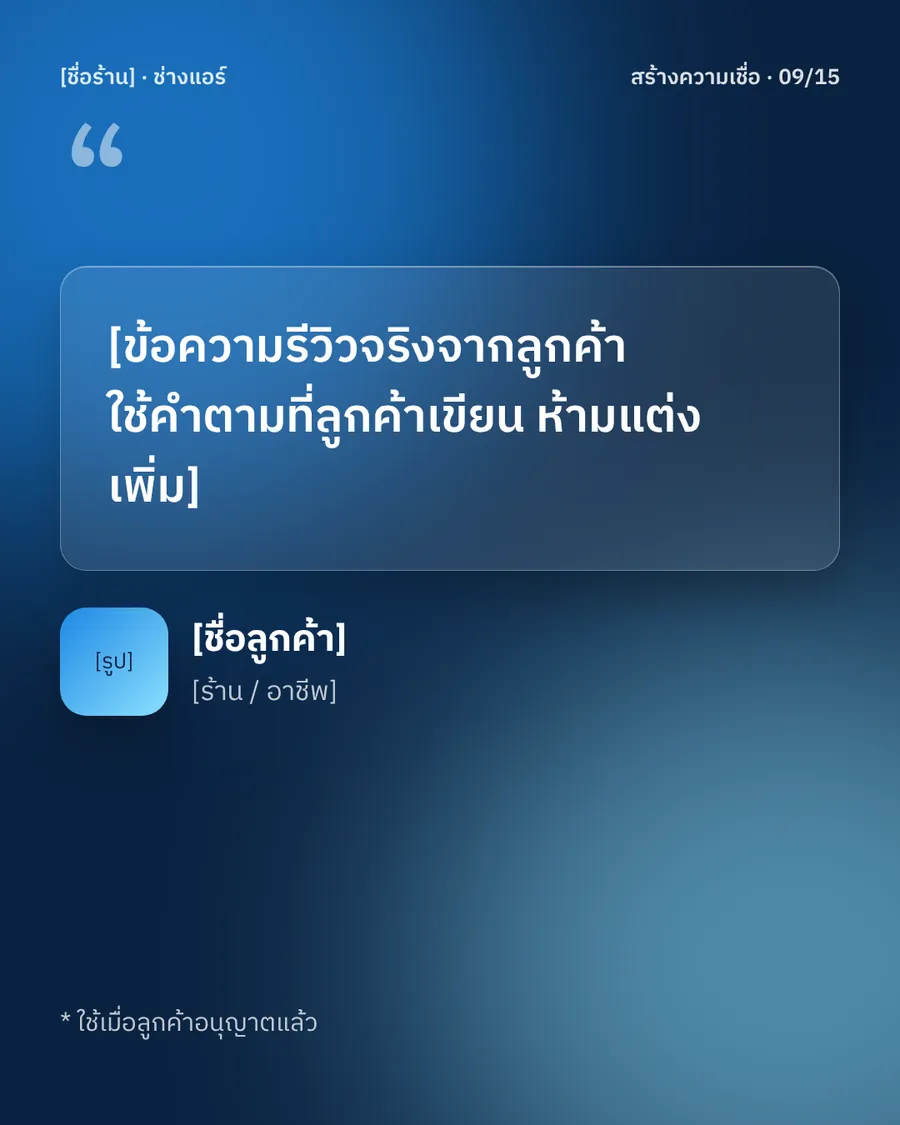 [ชื่อร้าน] · ช่างแอร์
สร้างความเชื่อ · 09/15
“
[ข้อความรีวิวจริงจากลูกค้า
ใช้คำตามที่ลูกค้าเขียน ห้ามแต่ง
เพิ่ม]
[รูป]
[ชื่อลูกค้า]
[ร้าน / อาชีพ]
* ใช้เมื่อลูกค้าอนุญาตแล้ว